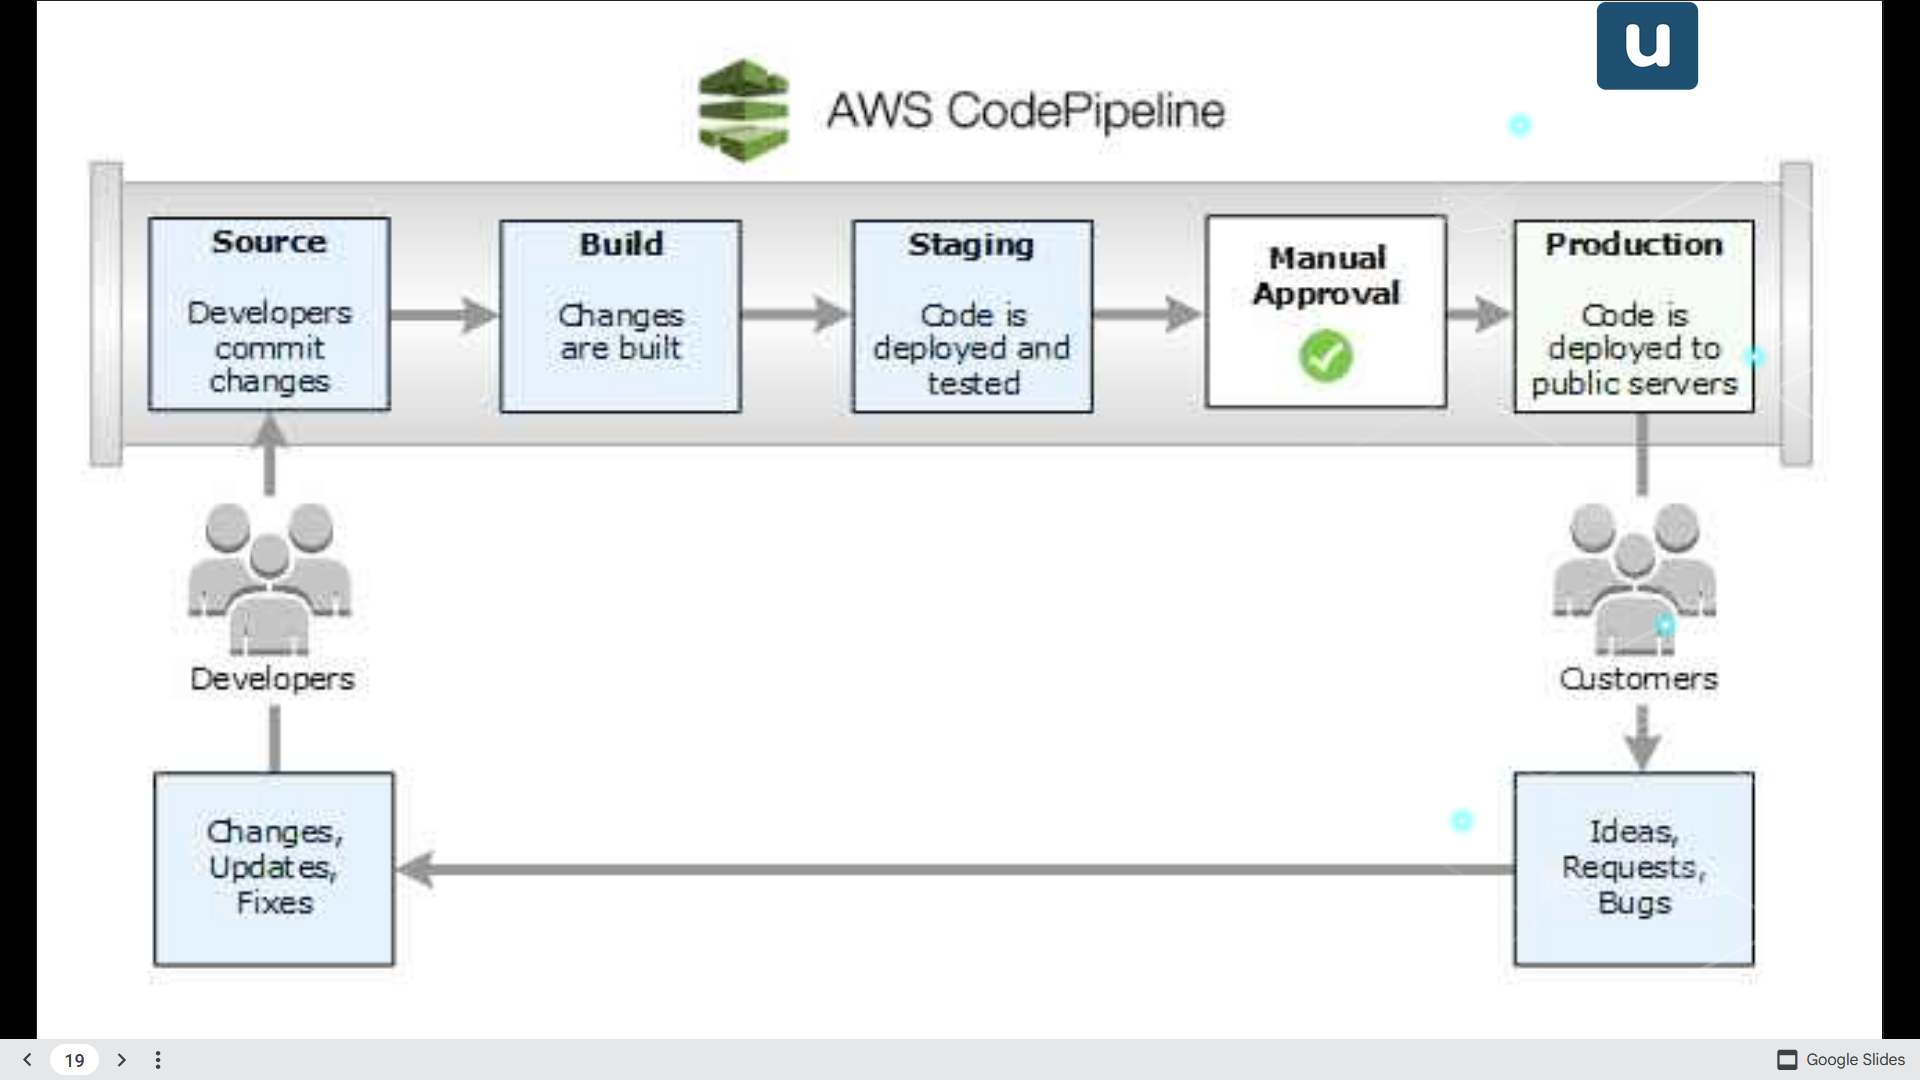 u
AWS CodePipeline
Source
Developers
commit
changes
Build
Changes
are built
Staging
Code is
deployed and
tested
Manual
Approval
Production
Code is
deployed to
public servers
Developers
Customers
Changes,
Updates,
Fixes
Ideas,
Requests,
Bugs
19
Google Slides